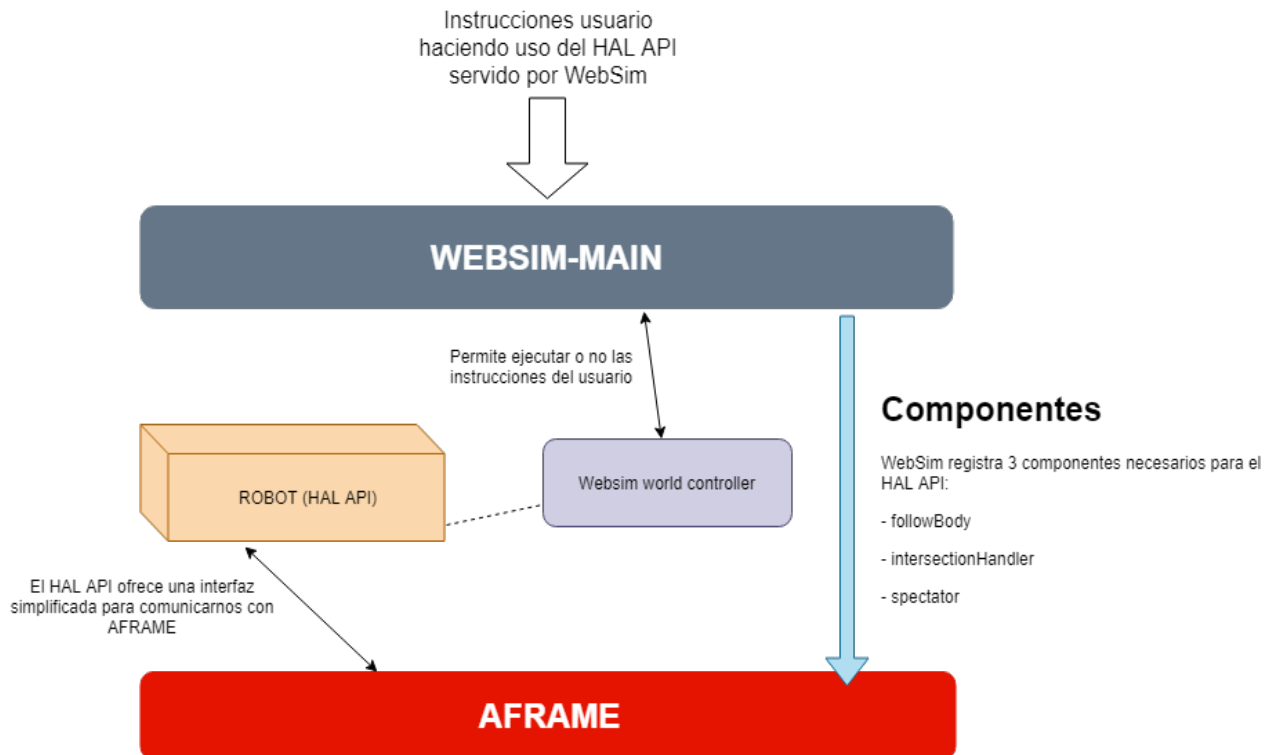 Instrucciones usuario
haciendo uso del HAL API
servido por WebSim
WEBSIM-MAIN
Permite ejecutar o no las
instrucciones del usuario
Componentes
WebSim registra 3 componentes necesarios para el
HAL API:
- followBody
- intersectionHandler
- spectator
ROBOT (HAL API)
Websim world controller
El HAL API ofrece una interfaz
simplificada para comunicarnos con
AFRAME
AFRAME